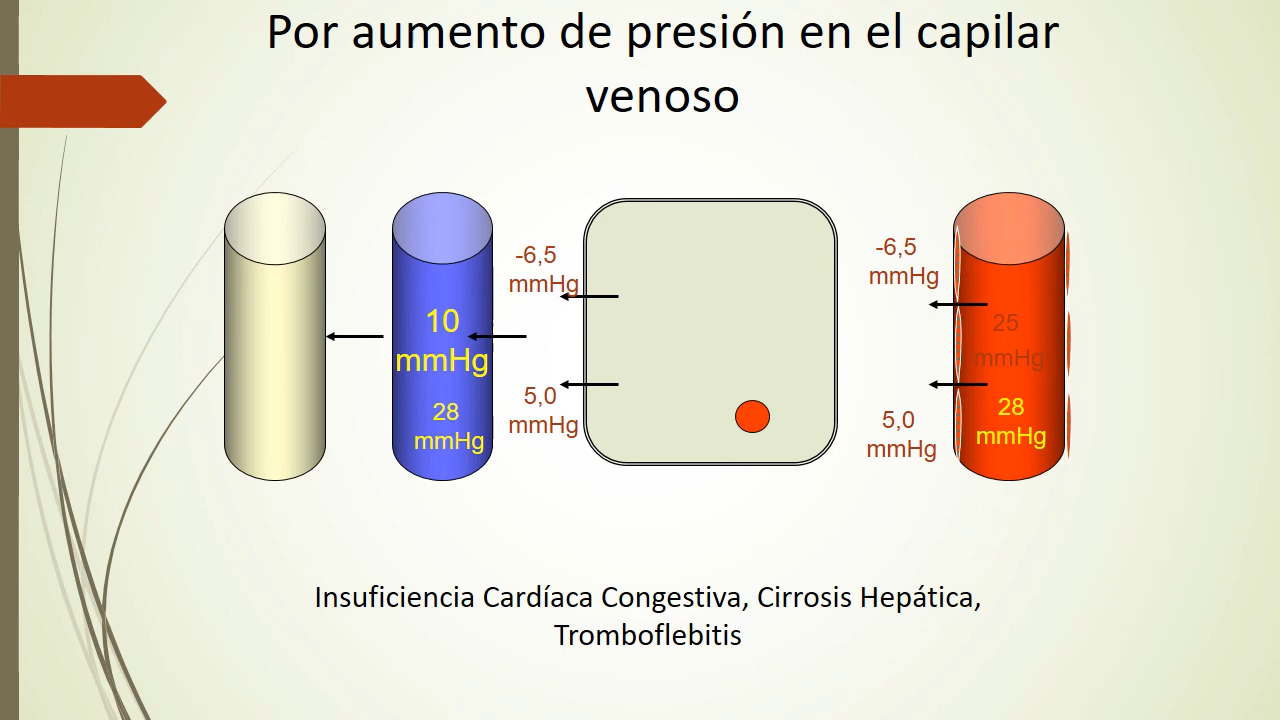 Por aumento de presión en el capilar
venoso
-6,5
mmHg
-6,5
mmHg
10
mmHg
25
mmHg
5,0
mmHg
28
mmHg
28
mmHg
5,0
mmHg
Insuficiencia Cardíaca Congestiva, Cirrosis Hepática,
Tromboflebitis